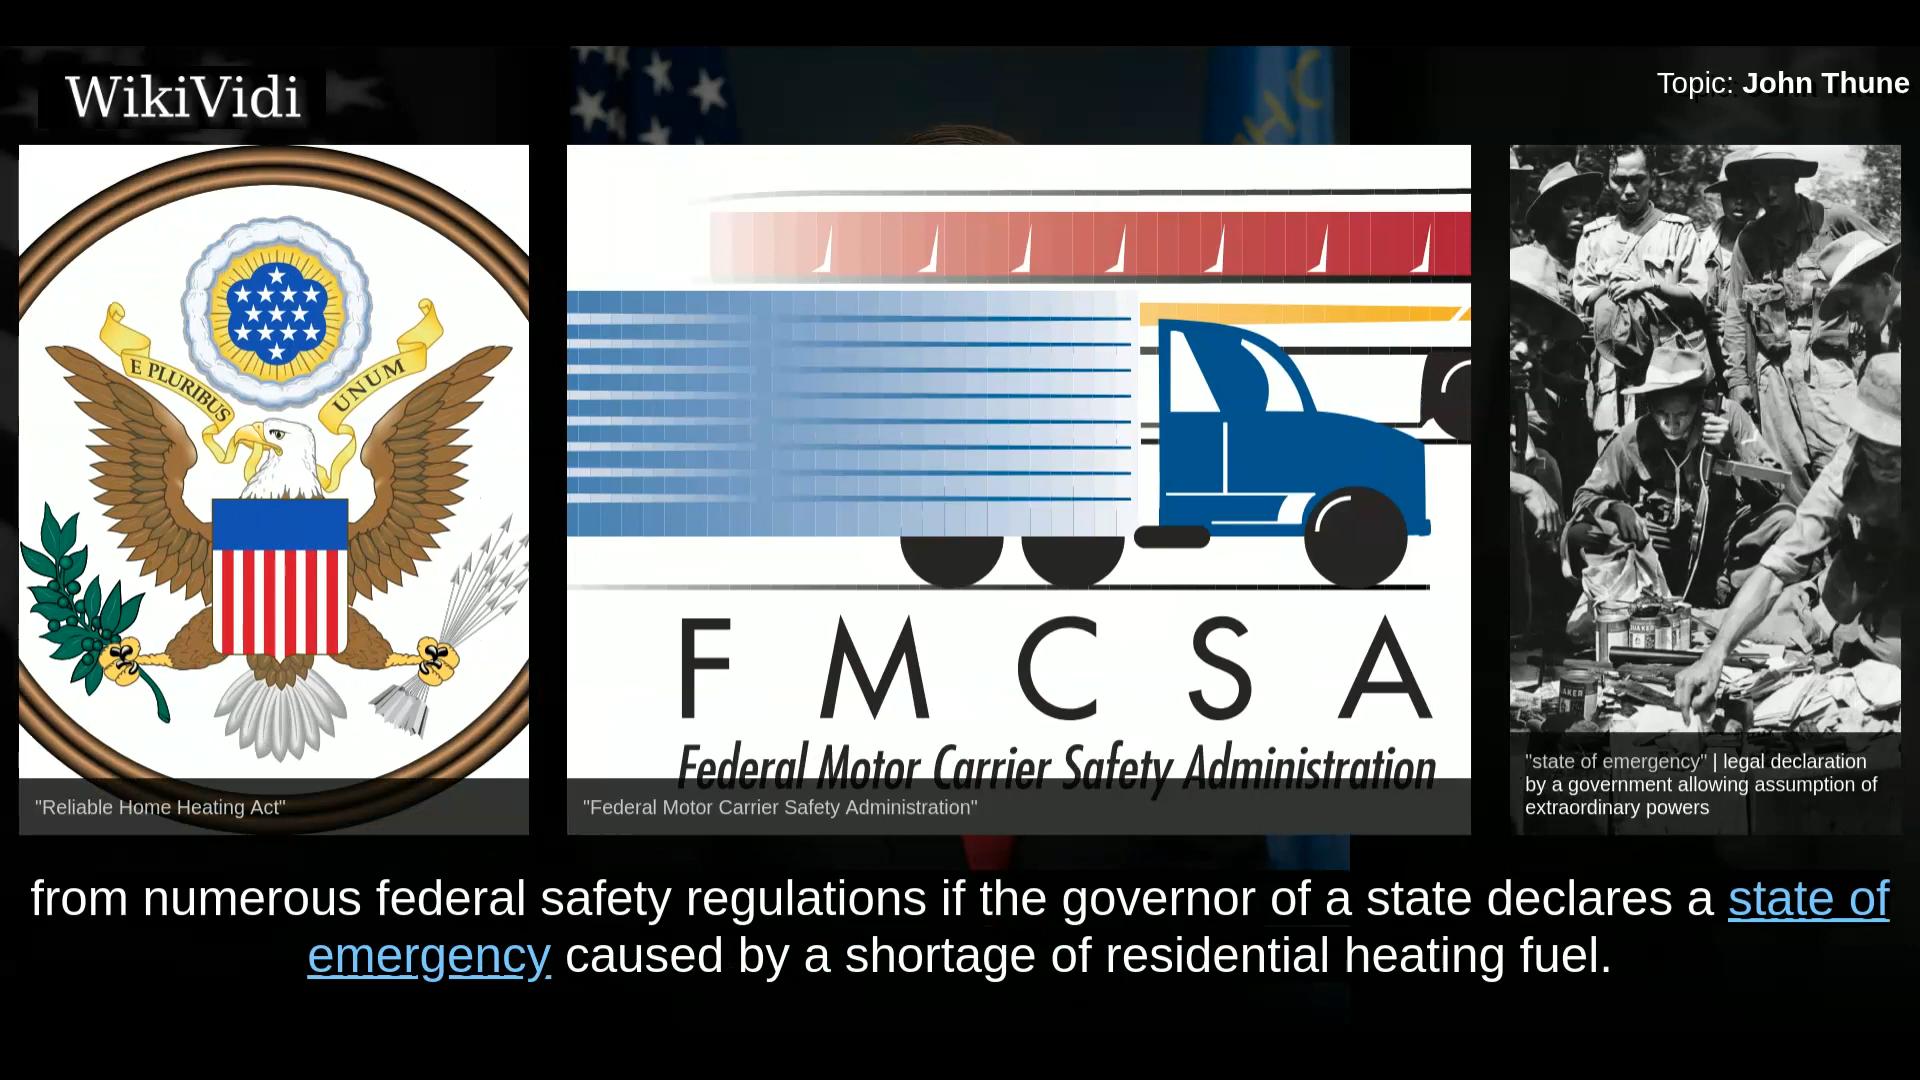 WikiVidi
Topic: John Thune
E PLURIBUS
UNUM
"Reliable Home Heating Act"
F M C S A
Federal Motor Carrier Safety Administration
"Federal Motor Carrier Safety Administration"
QUAKER
AKER
"state of emergency" | legal declaration
by a government allowing assumption of
extraordinary powers
from numerous federal safety regulations if the governor of a state declares a state of
emergency caused by a shortage of residential heating fuel.